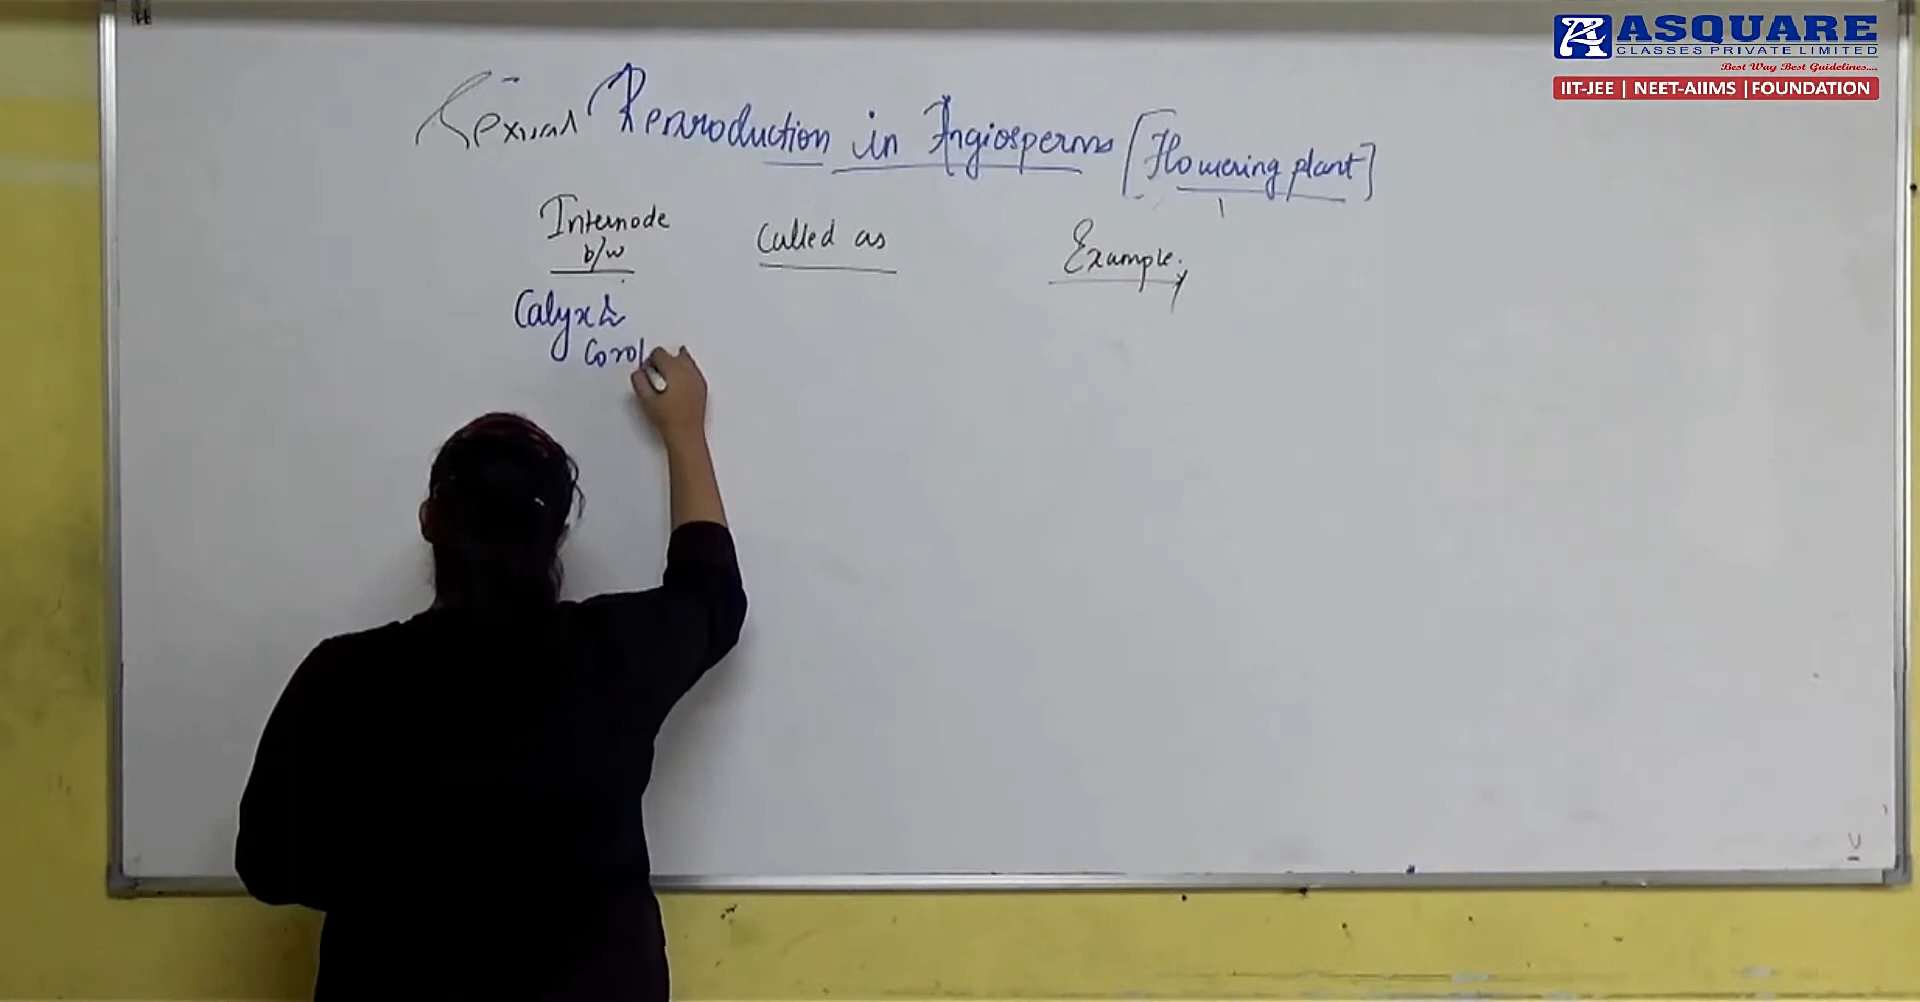 ASQUARE
CLASSES PRIVATE LIMITED
Best Way Best Guidelines....
IIT-JEE | NEET-AIIMS | FOUNDATION
Sexual Reproduction in Angiosperms [Flowering plant]
Internode b/w
Called as
Example
Calyx &
Corol